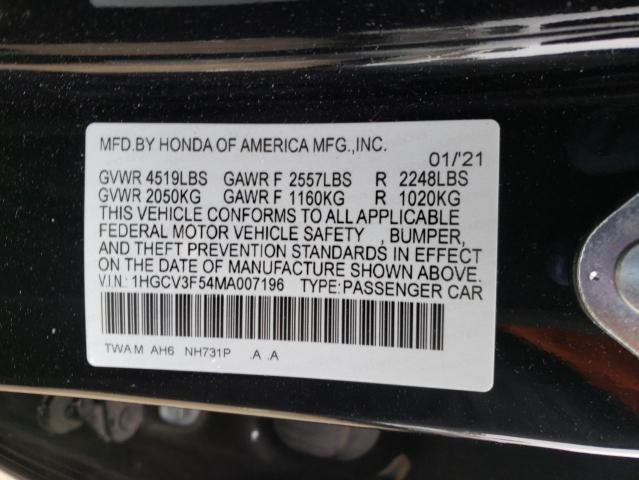 MFD.BY HONDA OF AMERICA MFG.,INC.
01/'21
GVWR 4519LBS GAWR F 2557LBS R 2248LBS
GVWR 2050KG GAWR F 1160KG R 1020KG
THIS VEHICLE CONFORMS TO ALL APPLICABLE
FEDERAL MOTOR VEHICLE SAFETY , BUMPER,
AND THEFT PREVENTION STANDARDS IN EFFECT
ON THE DATE OF MANUFACTURE SHOWN ABOVE.
V.I.N.: 1HGCV3F54MA007196 TYPE:PASSENGER CAR
TWA M AH6 NH731P .A .A